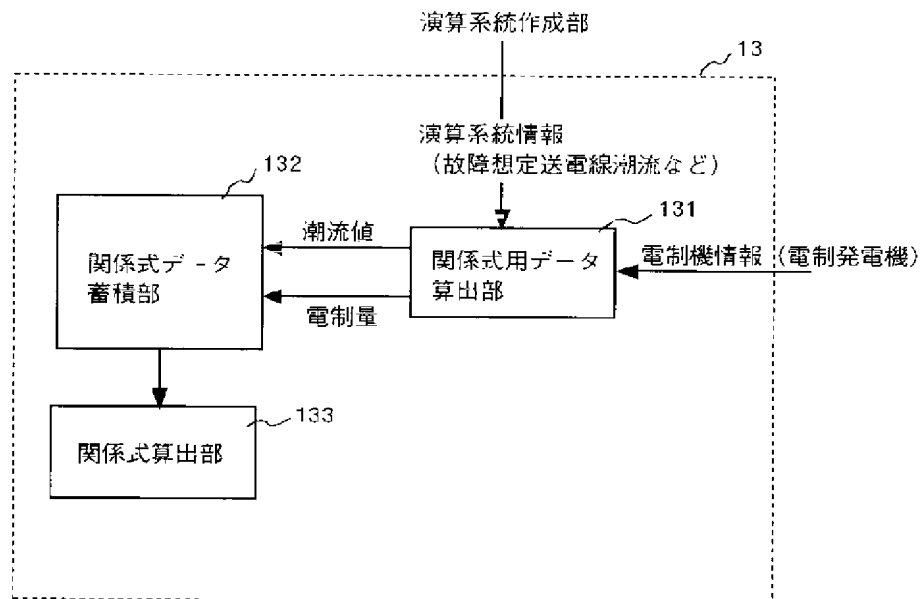 演算系統作成部
13
演算系統情報
（故障想定送電線潮流など）
132
131
関係式データ
蓄積部
潮流値
電制量
関係式用データ
算出部
電制機情報（電制発電機）
133
関係式算出部